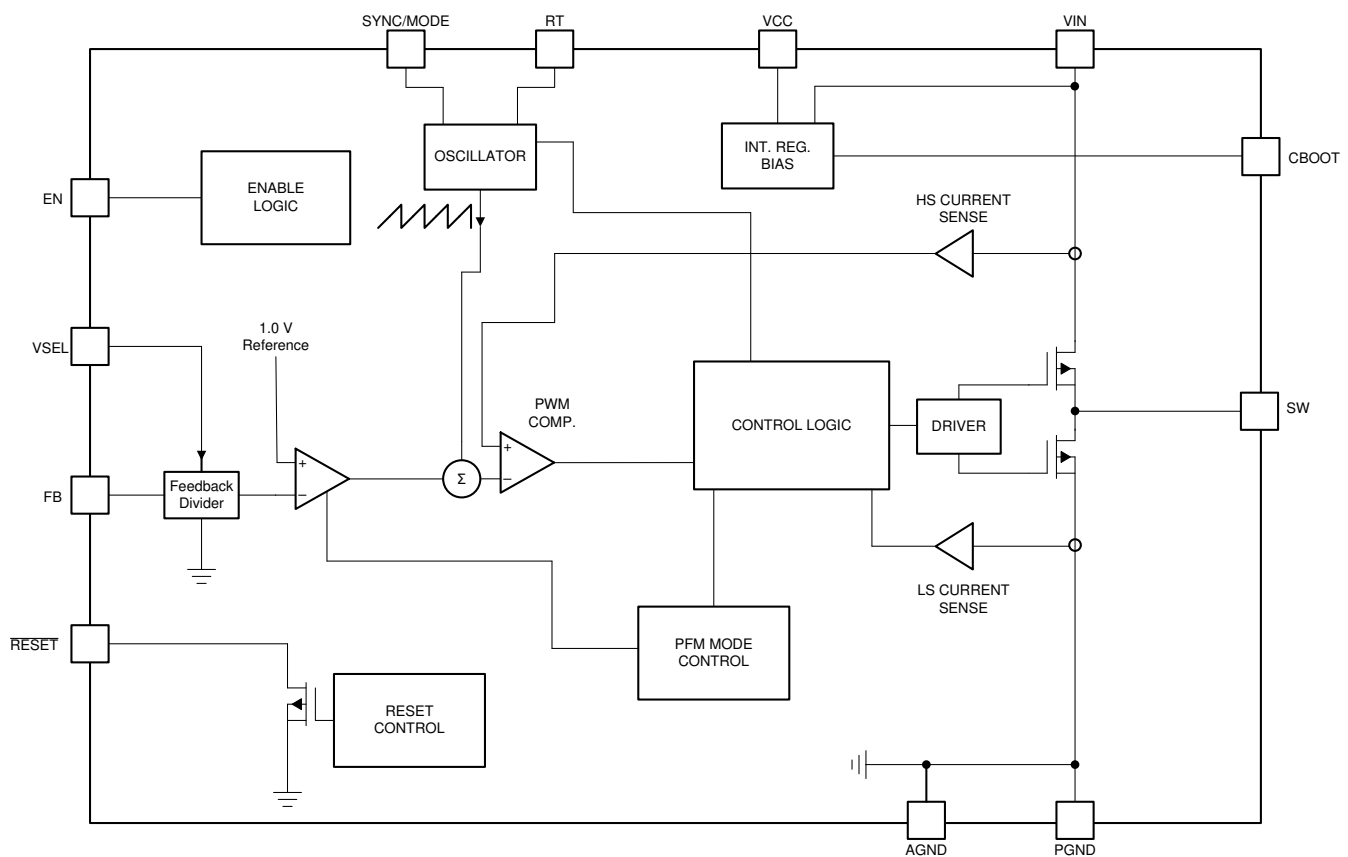 SYNC/MODE
RT
VCC
VIN
OSCILLATOR
INT. REG.
BIAS
CBOOT
EN
ENABLE
LOGIC
HS CURRENT
SENSE
VSEL
1.0 V
Reference
PWM
COMP.
CONTROL LOGIC
DRIVER
SW
+
+
FB
Feedback
Divider
−
Σ
−
LS CURRENT
SENSE
RESET
PFM MODE
CONTROL
RESET
CONTROL
AGND
PGND